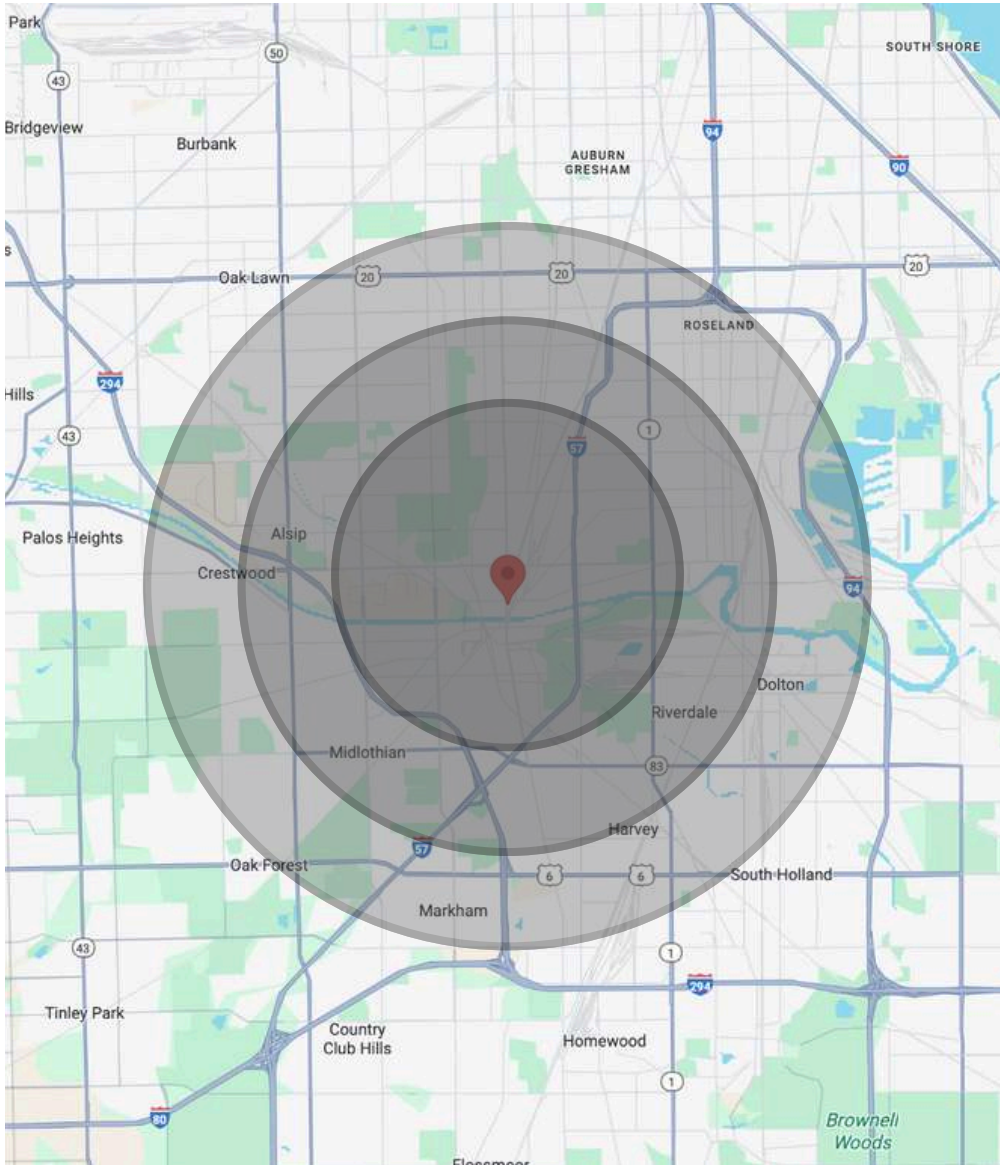 Park
50
SOUTH SHORE
43
94
Bridgeview
Burbank
AUBURN
GRESHAM
90
s
Oak Lawn
20
20
20
ROSELAND
294
Hills
43
1
57
Palos Heights
Alsip
Crestwood
94
Dolton
Riverdale
Midlothian
83
Harvey
57
Oak Forest
6
6
South Holland
Markham
43
1
294
Tinley Park
Country
Club Hills
Homewood
1
80
Brownell
Woods
Flossmoor